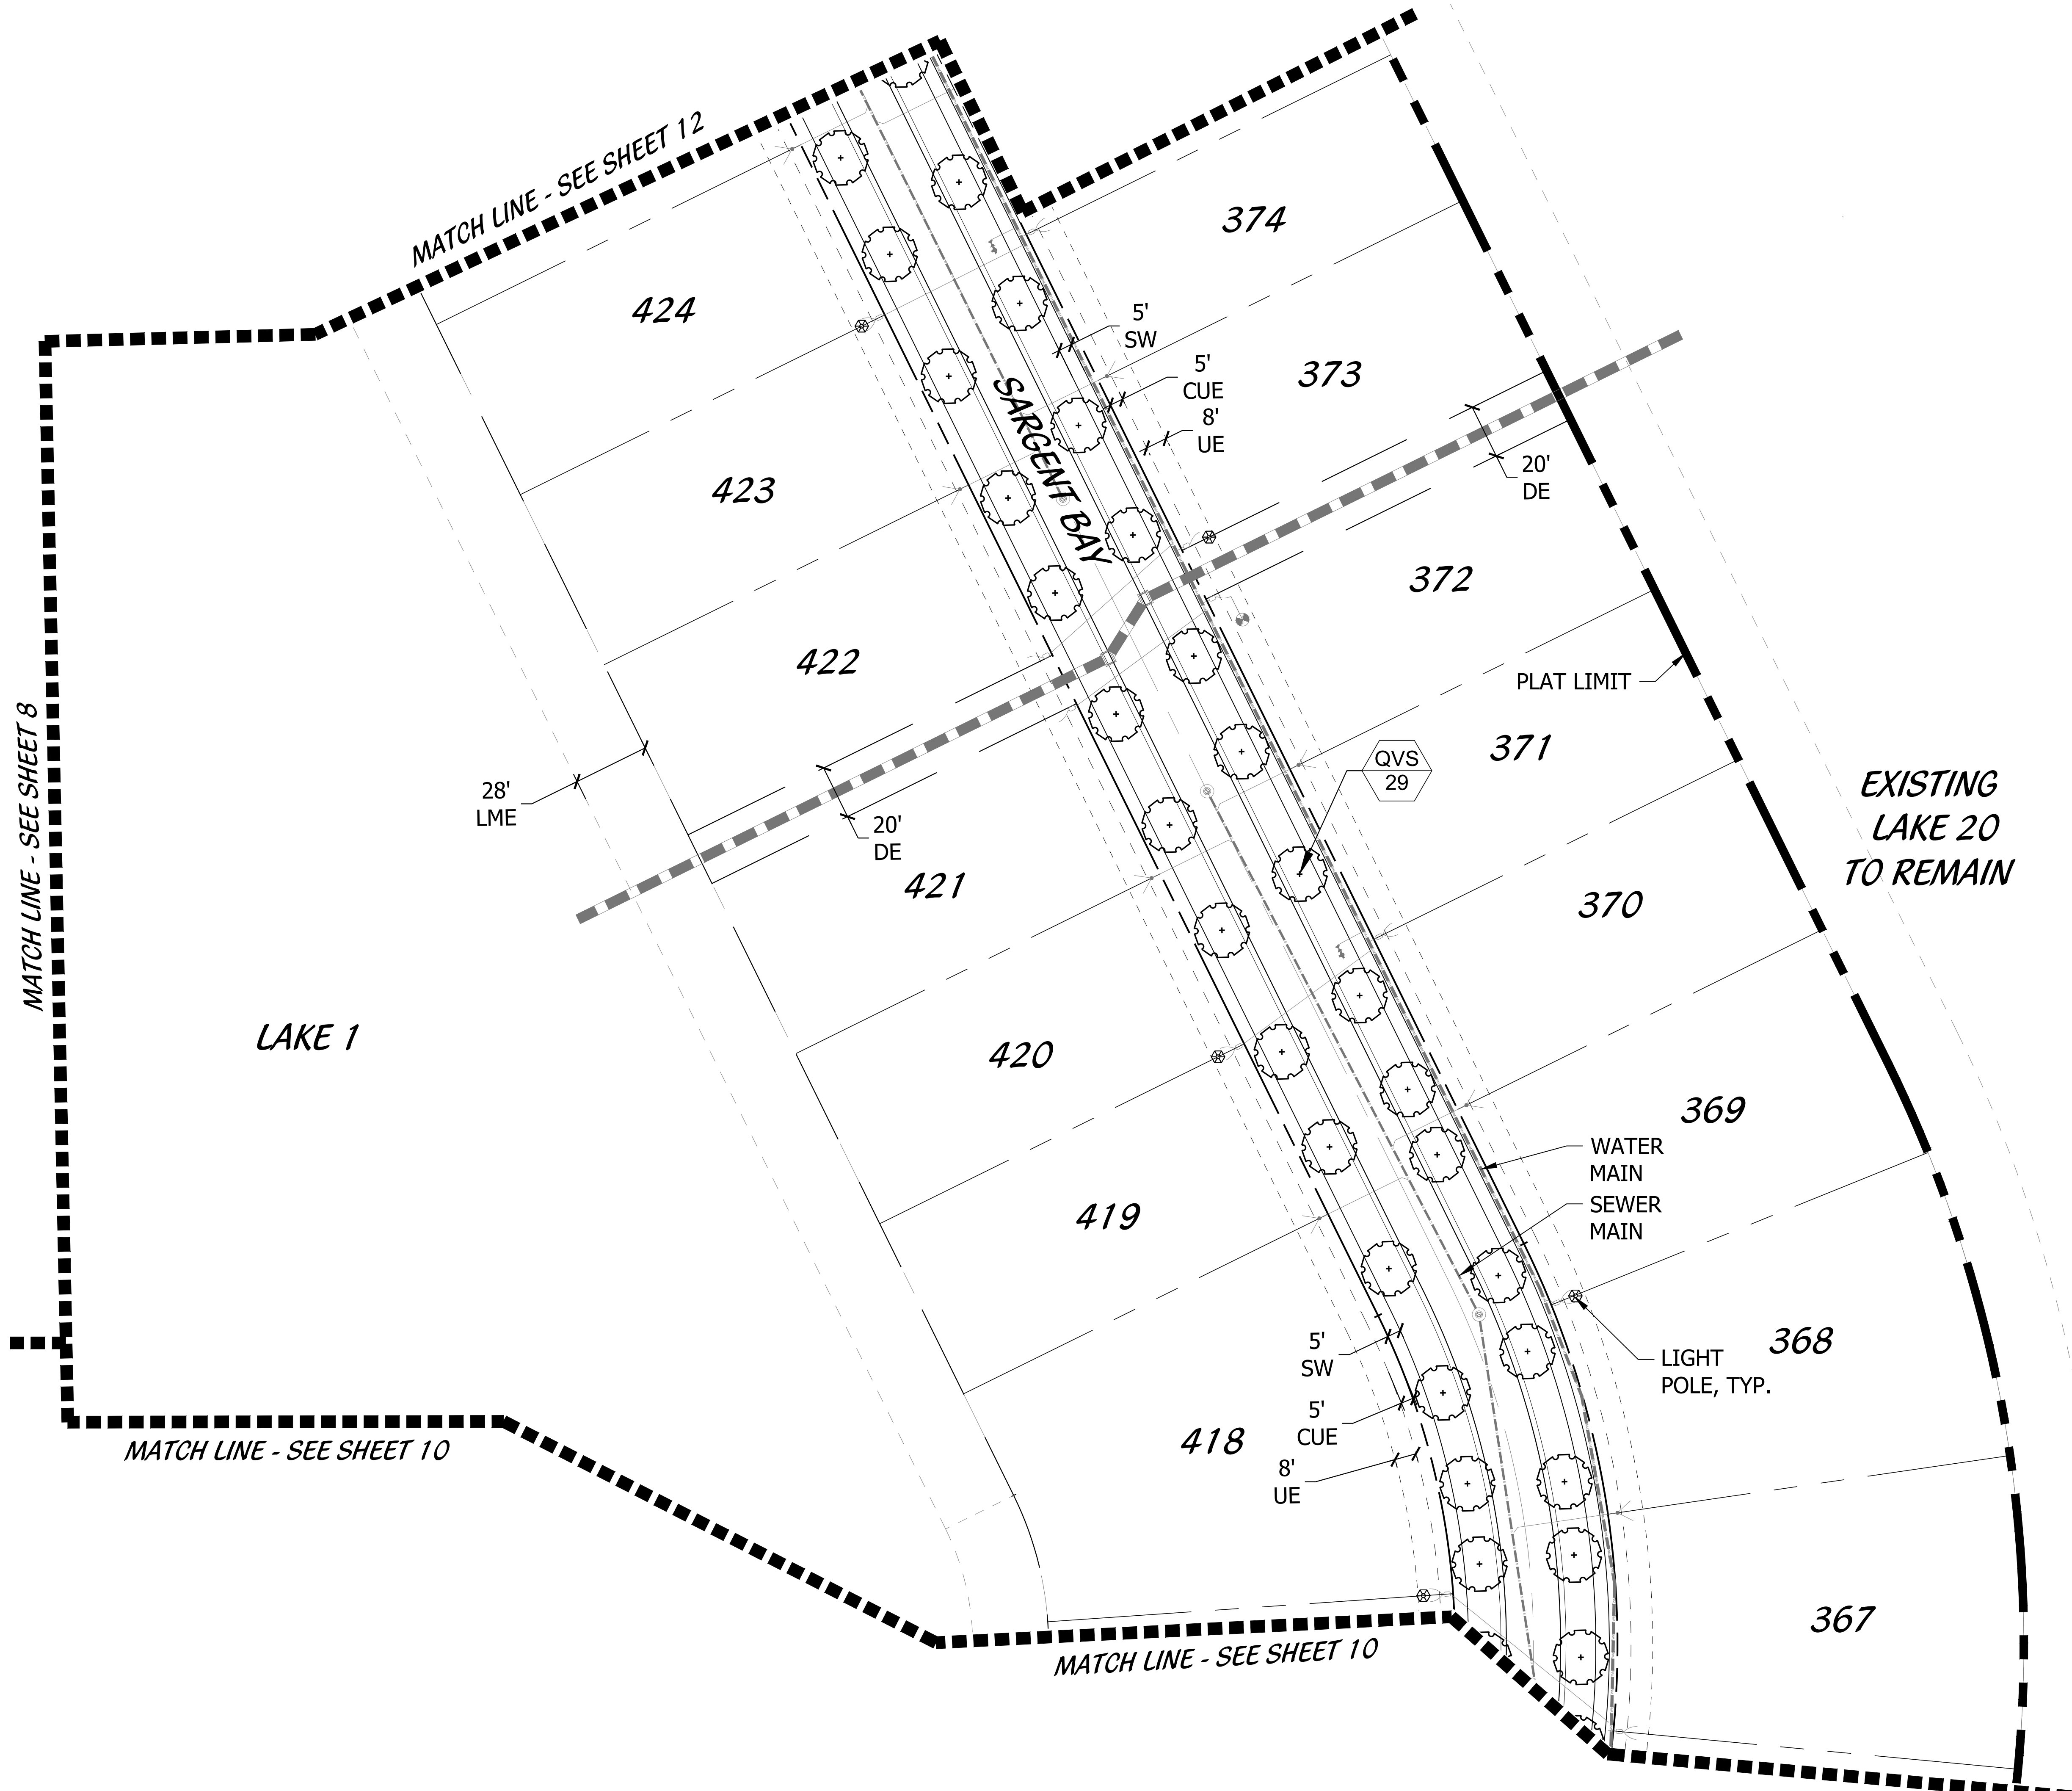 MATCH LINE - SEE SHEET 12
374
424
5'
SW
373
5'
CUE
8'
UE
SARGENT BAY
423
20'
DE
372
422
PLAT LIMIT
371
QVS
29
MATCH LINE - SEE SHEET 8
28'
LME
EXISTING
LAKE 20
TO REMAIN
20'
DE
421
370
LAKE 1
420
369
WATER
MAIN
419
SEWER
MAIN
5'
SW
368
LIGHT
POLE, TYP.
5'
CUE
418
MATCH LINE - SEE SHEET 10
8'
UE
367
MATCH LINE - SEE SHEET 10